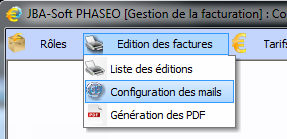 JBA-Soft PHASEO [Gestion de la facturation] : Co
Rôles Edition des factures Tarifs
Liste des éditions
Configuration des mails
Génération des PDF